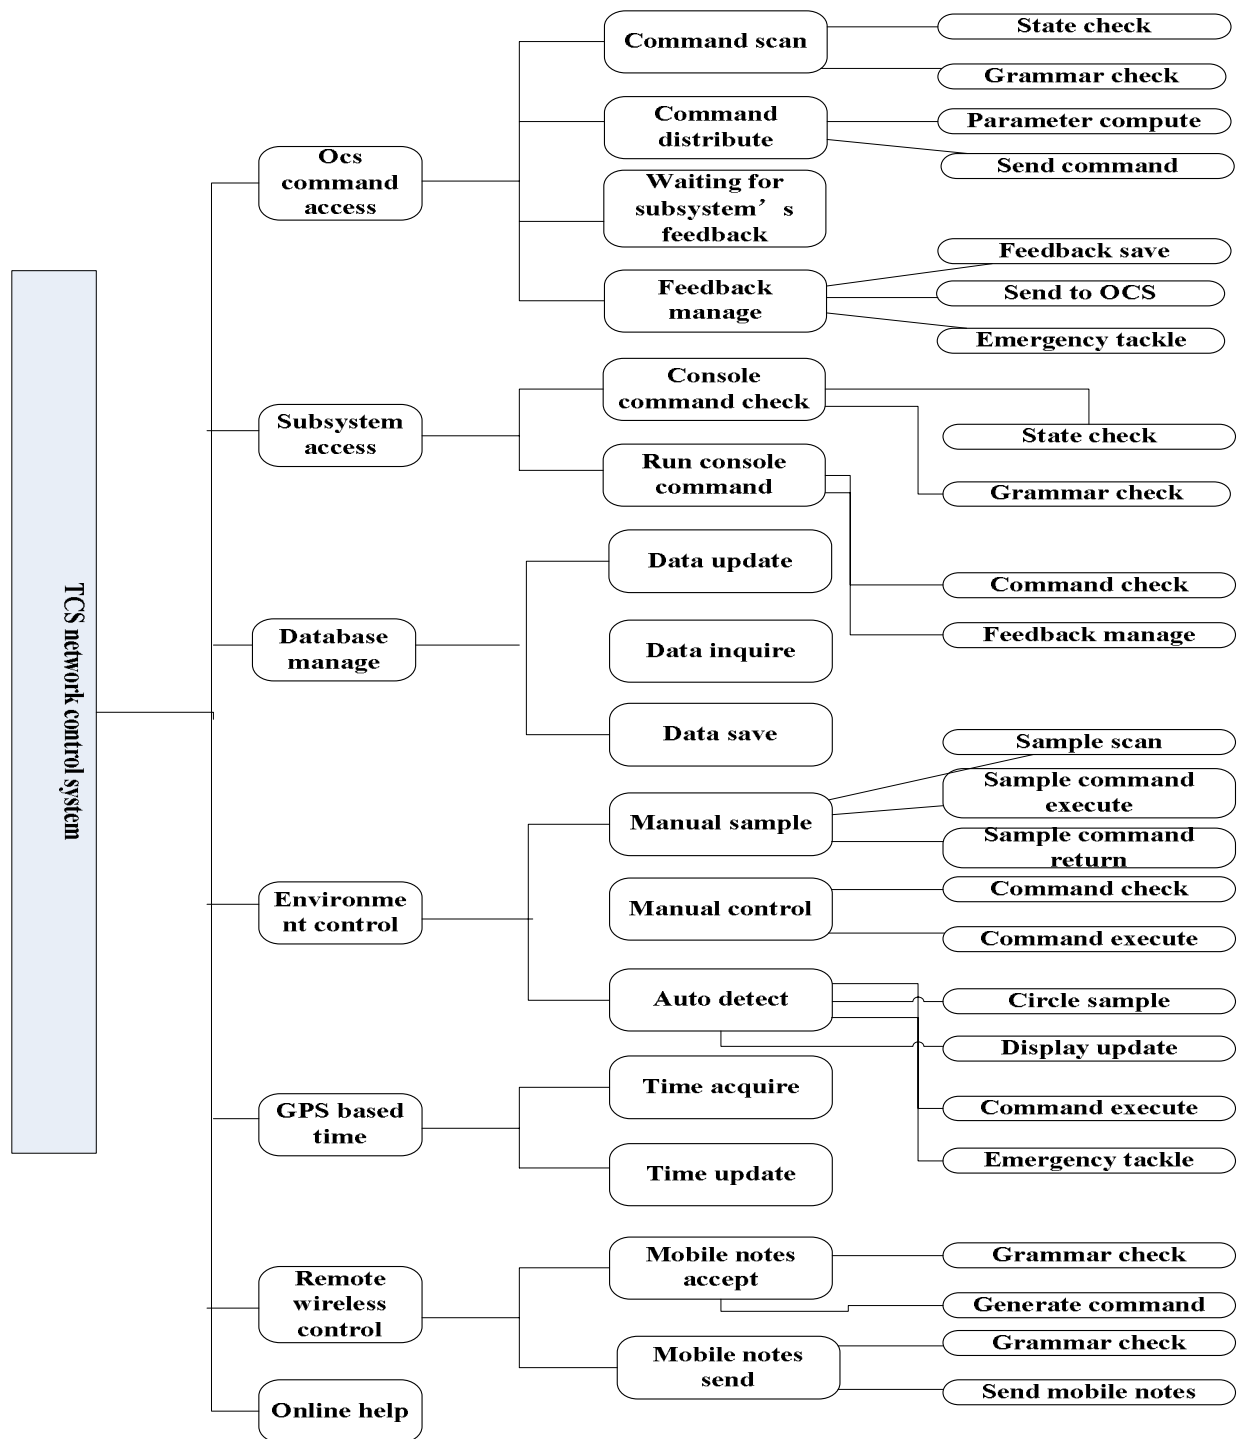 TCS network control system
Ocs
command
access
Command scan
State check
Grammar check
Command
distribute
Parameter compute
Send command
Waiting for
subsystem’s
feedback
Feedback
manage
Feedback save
Send to OCS
Emergency tackle
Subsystem
access
Console
command check
State check
Grammar check
Run console
command
Command check
Feedback manage
Database
manage
Data update
Data inquire
Data save
Environme
nt control
Manual sample
Sample scan
Sample command
execute
Sample command
return
Manual control
Command check
Command execute
Auto detect
Circle sample
Display update
Command execute
Emergency tackle
GPS based
time
Time acquire
Time update
Remote
wireless
control
Mobile notes
accept
Grammar check
Generate command
Mobile notes
send
Grammar check
Send mobile notes
Online help